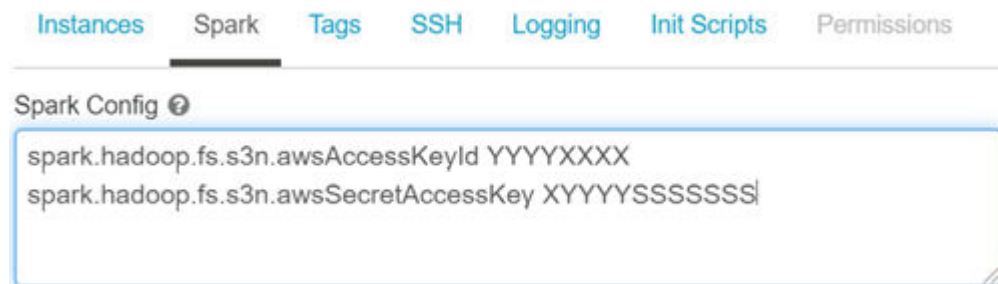 Instances Spark Tags SSH Logging Init Scripts Permissions
Spark Config ?
spark.hadoop.fs.s3n.awsAccessKeyId YYYYXXXX
spark.hadoop.fs.s3n.awsSecretAccessKey XYYYYSSSSSSS